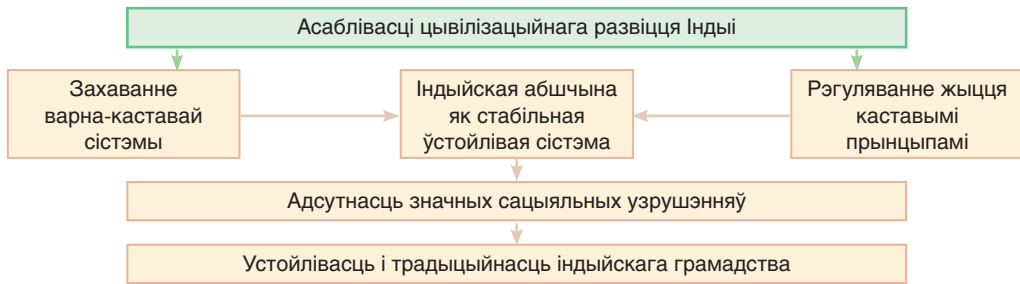 Асаблівасці цывілізацыйнага развіцця Індыі
Захаванне
варна-каставай
сістэмы
Індыйская абшчына
як стабільная
ўстойлівая сістэма
Рэгуляванне жыцця
каставымі
прынцыпамі
Адсутнасць значных сацыяльных узрушэнняў
Устойлівасць і традыцыйнасць індыйскага грамадства